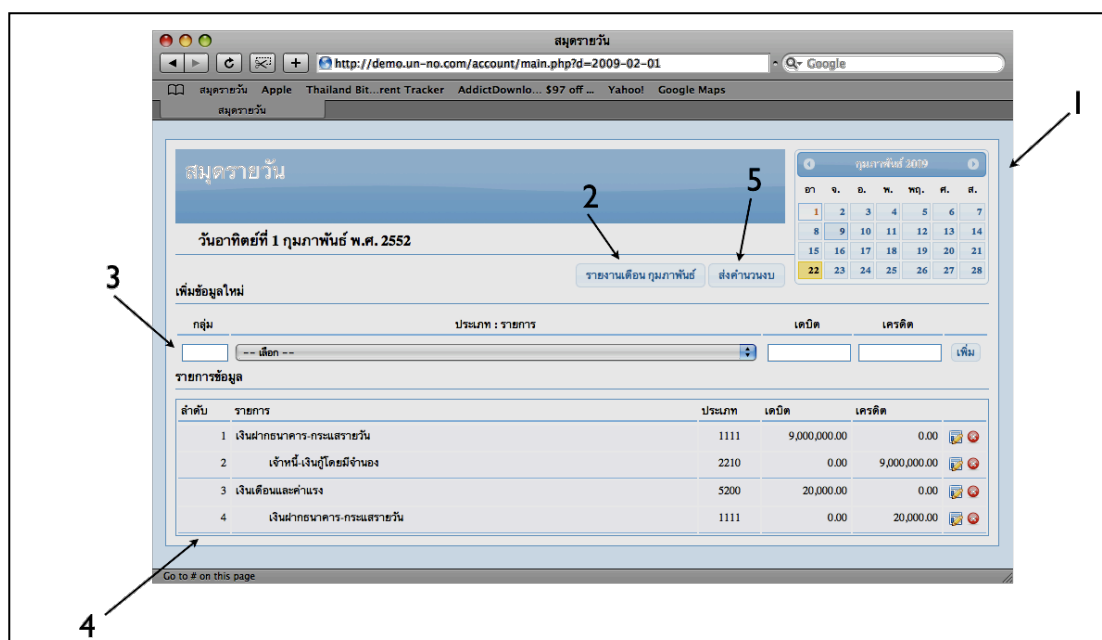 สมุดรายวัน
http://demo.un-no.com/account/main.php?d=2009-02-01
Google
สมุดรายวัน Apple Thailand Bit...rent Tracker AddictDownlo... $97 off ... Yahoo! Google Maps
สมุดรายวัน
1
สมุดรายวัน
กุมภาพันธ์ 2009
อา จ. อ. พ. พฤ. ศ. ส.
1 2 3 4 5 6 7
8 9 10 11 12 13 14
15 16 17 18 19 20 21
22 23 24 25 26 27 28
2
5
วันอาทิตย์ที่ 1 กุมภาพันธ์ พ.ศ. 2552
รายงานเดือน กุมภาพันธ์ ส่งคำนวนงบ
3
เพิ่มข้อมูลใหม่
กลุ่ม ประเภท : รายการ เดบิต เครดิต
-- เลือก -- เพิ่ม
รายการข้อมูล
ลำดับ รายการ ประเภท เดบิต เครดิต
1 เงินฝากธนาคาร-กระแสรายวัน 1111 9,000,000.00 0.00
2 เจ้าหนี้-เงินกู้โดยมีจำนอง 2210 0.00 9,000,000.00
3 เงินเดือนและค่าแรง 5200 20,000.00 0.00
4 เงินฝากธนาคาร-กระแสรายวัน 1111 0.00 20,000.00
Go to # on this page
4